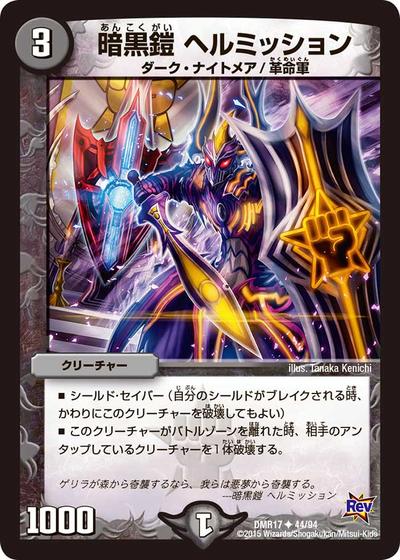 3
あんこくがい
暗黒鎧 ヘルミッション
かくめいぐん
ダーク・ナイトメア / 革命軍
illus. Tanaka Kenichi
クリーチャー
■ シールド・セイバー (自分のシールドがブレイクされる時、
かわりにこのクリーチャーを破壊してもよい)
■ このクリーチャーがバトルゾーンを離れた時、相手のアン
タップしているクリーチャーを1体破壊する。
ゲリラが森から奇襲するなら、我らは悪夢から奇襲する。
---暗黒鎧 ヘルミッション
Rev
1000
1
DMR17 ◆ 44/94
©2015 Wizards/Shogakukan/Mitsui-Kids